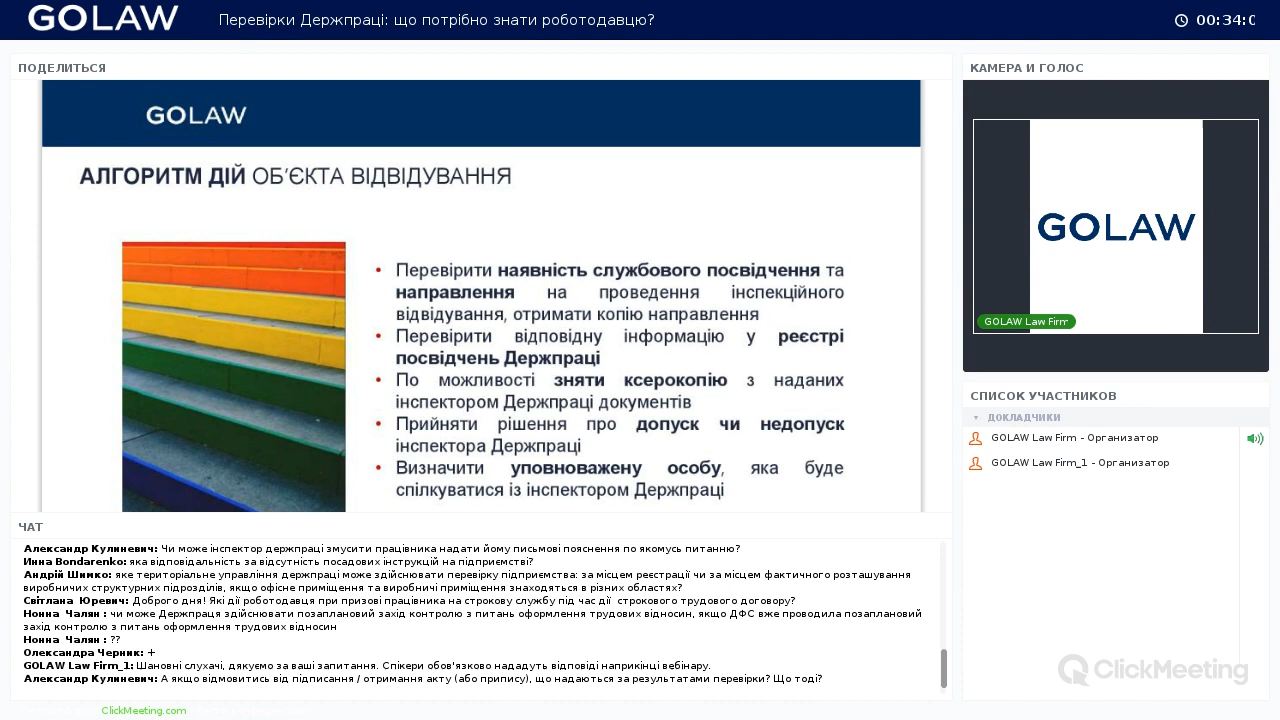 GOLAW
Перевірки Держпраці: що потрібно знати роботодавцю?
00:34:0
ПОДЕЛИТЬСЯ
GOLAW
АЛГОРИТМ ДІЙ ОБ'ЄКТА ВІДВІДУВАННЯ
• Перевірити наявність службового посвідчення та
направлення на проведення інспекційного
відвідування, отримати копію направлення
• Перевірити відповідну інформацію у реєстрі
посвідчень Держпраці
• По можливості зняти ксерокопію з наданих
інспектором Держпраці документів
• Прийняти рішення про допуск чи недопуск
інспектора Держпраці
• Визначити уповноважену особу, яка буде
спілкуватися із інспектором Держпраці
ЧАТ
Александр Кулиневич: Чи може інспектор держпраці змусити працівника надати йому письмові пояснення по якомусь питанню?
Инна Bondarenko: яка відповідальність за відсутність посадових інструкцій на підприємстві?
Андрій Шимко: яке територіальне управління держпраці може здійснювати перевірку підприємства: за місцем реєстрації чи за місцем фактичного розташування
виробничих структурних підрозділів, якщо офісне приміщення та виробничі приміщення знаходяться в різних областях?
Світлана Юревич: Доброго дня! Які дії роботодавця при призові працівника на строкову службу під час дії строкового трудового договору?
Нонна Чалян : чи може Держпраця здійнювати позаплановий захід контролю з питань оформлення трудових відносин, якщо ДФС вже проводила позаплановий
захід контролю з питань оформлення трудових відносин
Нонна Чалян : ??
Олександра Черник: +
GOLAW Law Firm_1: Шановні слухачі, дякуємо за ваші запитання. Спікери обов'язково нададуть відповіді наприкінці вебінару.
Александр Кулиневич: А якщо відмовитись від підписання / отримання акту (або припису), що надаються за результатами перевірки? Що тоді?
ClickMeeting.com
КАМЕРА И ГОЛОС
GOLAW
GOLAW Law Firm
СПИСОК УЧАСТНИКОВ
ДОКЛАДЧИКИ
GOLAW Law Firm - Организатор
GOLAW Law Firm_1 - Организатор
ClickMeeting